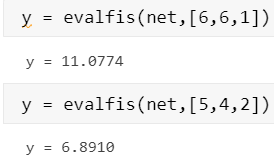 y = evalfis(net,[6,6,1])
y = 11.0774
y = evalfis(net,[5,4,2])
y = 6.8910